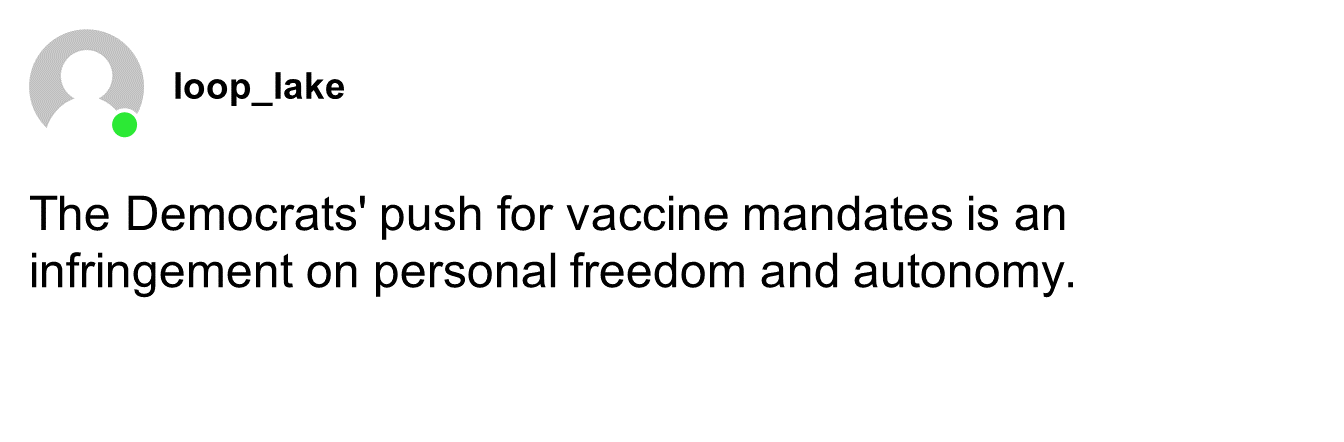 loop_lake
The Democrats' push for vaccine mandates is an
infringement on personal freedom and autonomy.